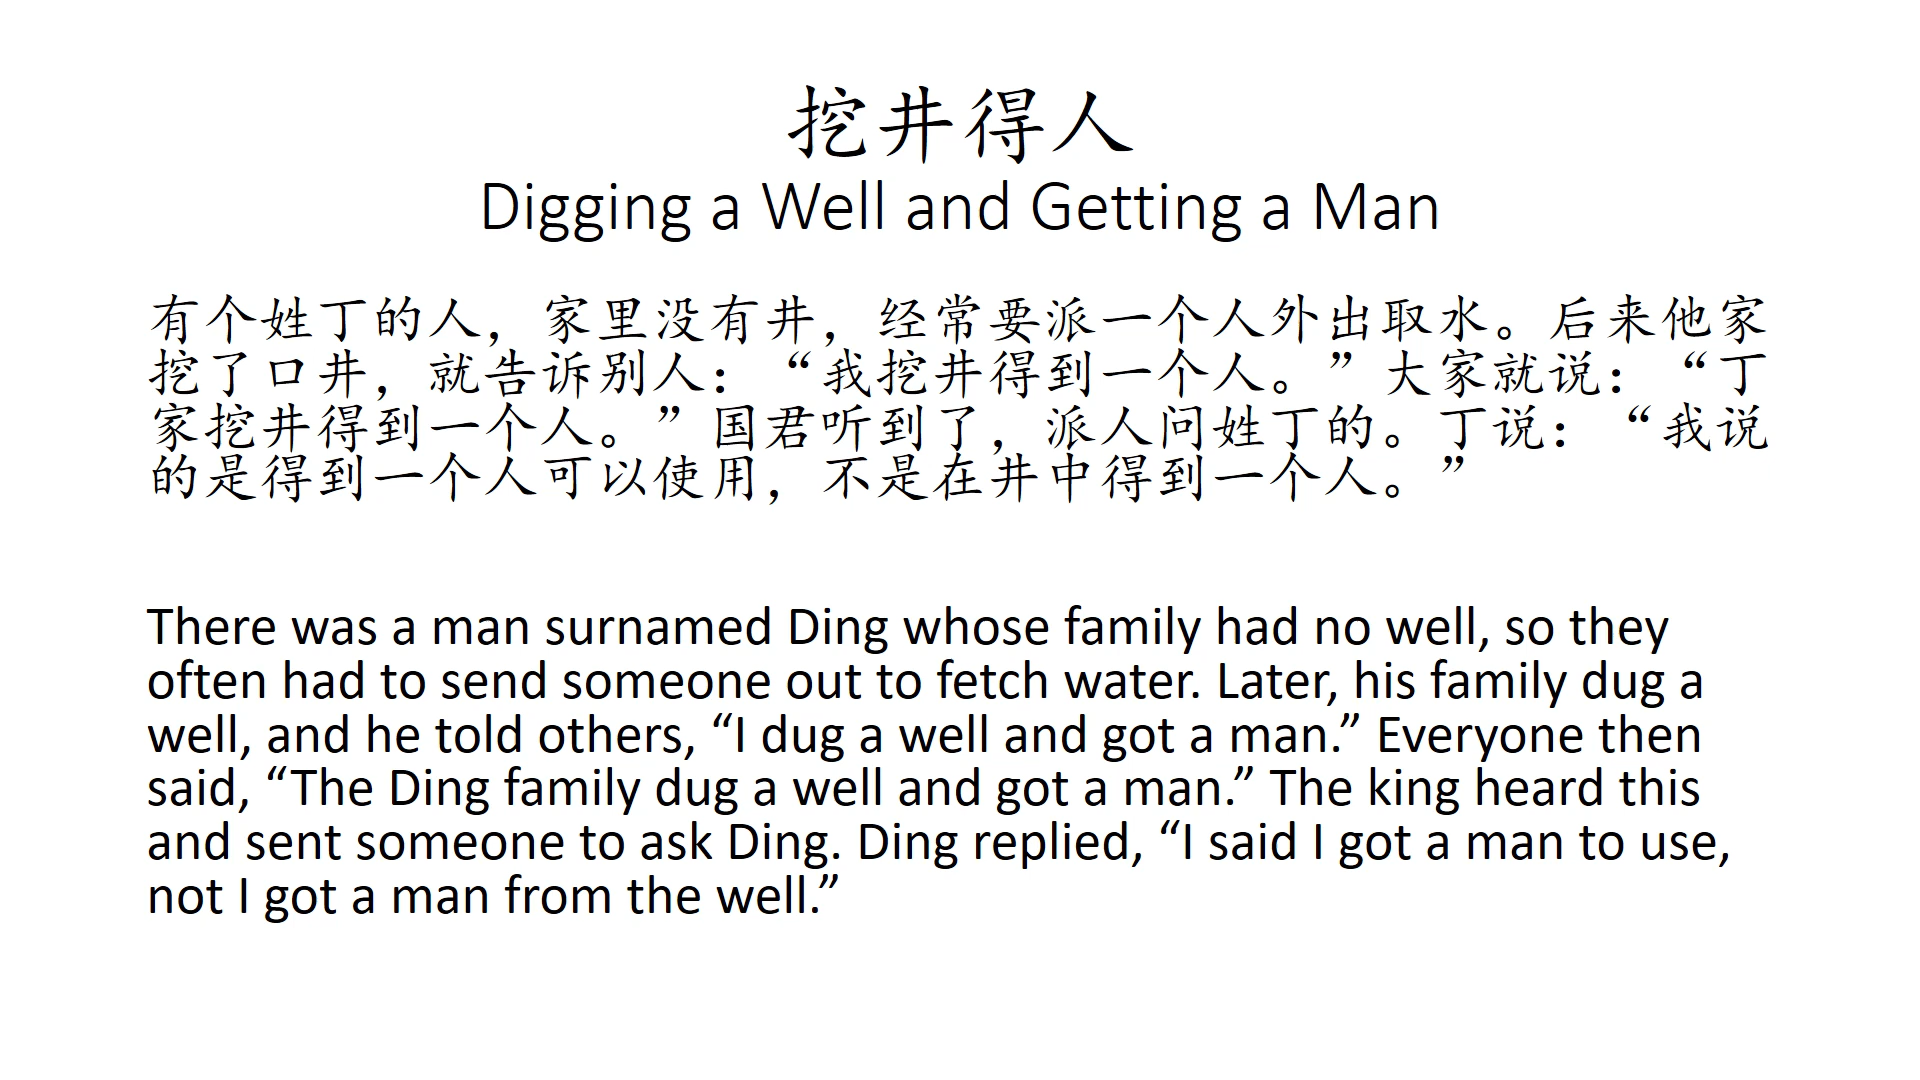 挖井得人
Digging a Well and Getting a Man
有个姓丁的人，家里没有井，经常要派一个人外出取水。后来他家
挖了口井，就告诉别人：“我挖井得到一个人。”大家就说：“丁
家挖井得到一个人。”国君听到了，派人问姓丁的。丁说：“我说
的是得到一个人可以使用，不是在井中得到一个人。”
There was a man surnamed Ding whose family had no well, so they
often had to send someone out to fetch water. Later, his family dug a
well, and he told others, “I dug a well and got a man.” Everyone then
said, “The Ding family dug a well and got a man.” The king heard this
and sent someone to ask Ding. Ding replied, “I said I got a man to use,
not I got a man from the well.”